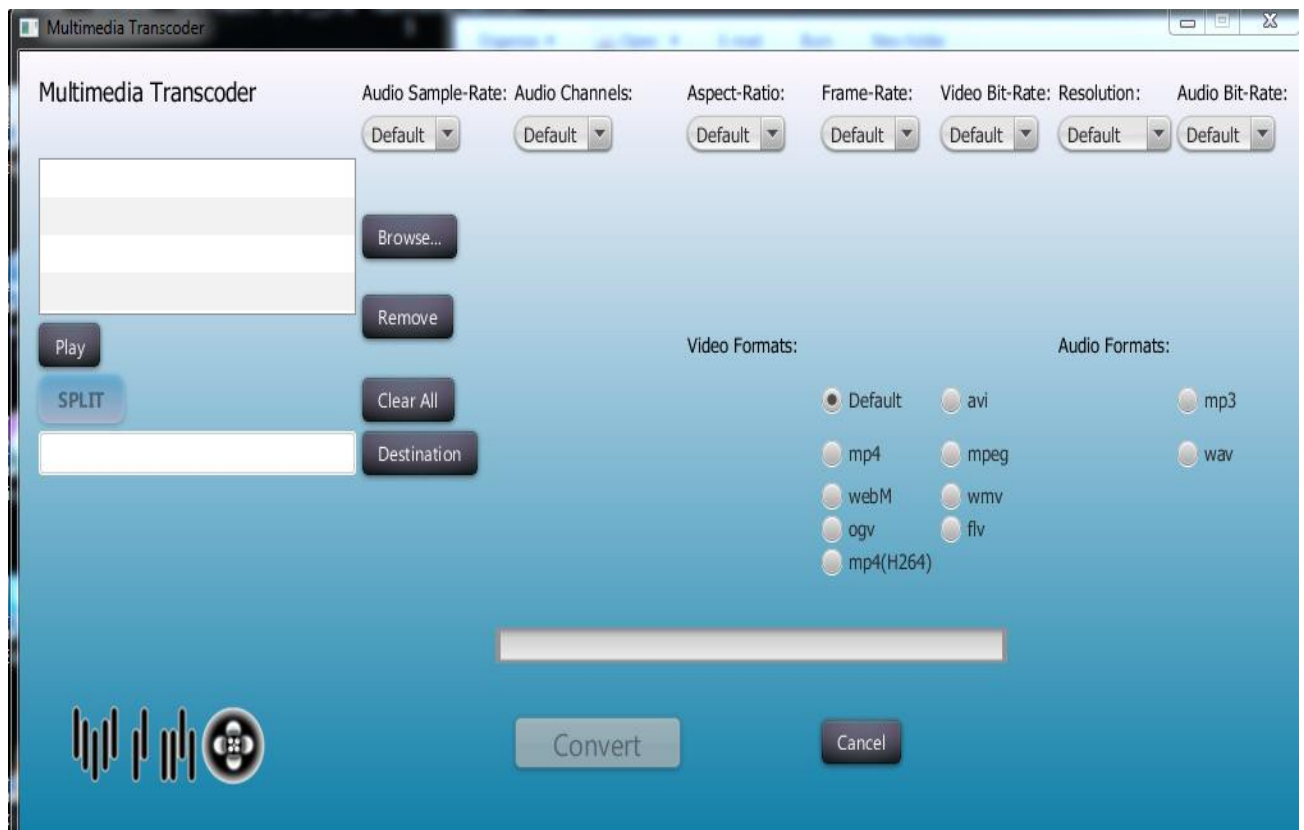 Multimedia Transcoder
Multimedia Transcoder
Audio Sample-Rate: Audio Channels: Aspect-Ratio: Frame-Rate: Video Bit-Rate: Resolution: Audio Bit-Rate:
Default Default Default Default Default Default Default
Browse...
Remove
Play
Video Formats: Audio Formats:
SPLIT
Clear All
Default avi mp3
Destination
mp4 mpeg wav
webM wmv
ogv flv
mp4(H264)
Convert Cancel